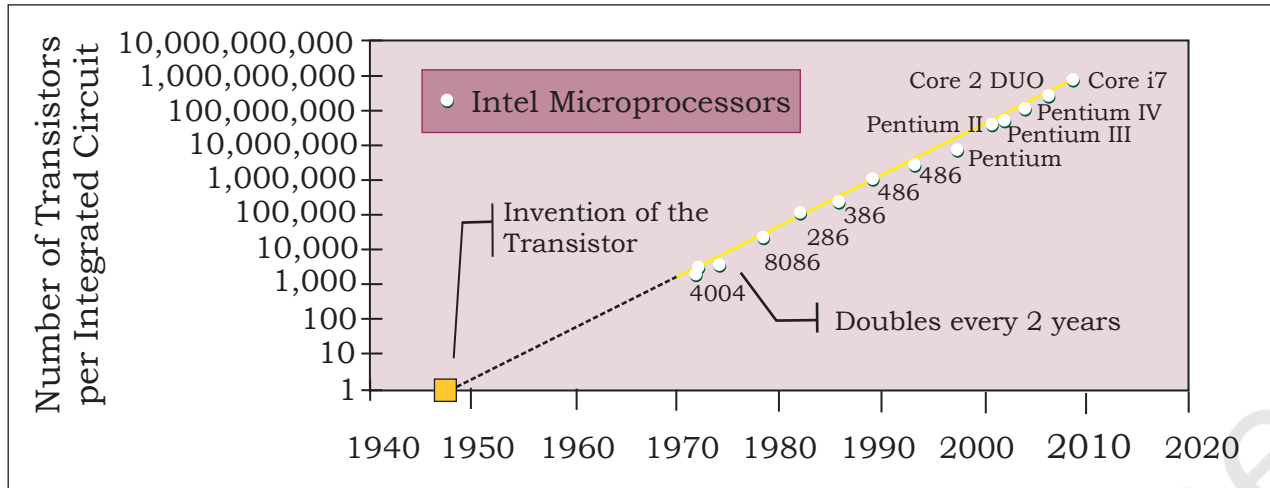 Number of Transistors
per Integrated Circuit
10,000,000,000
1,000,000,000
100,000,000
10,000,000
1,000,000
100,000
10,000
1,000
100
10
1
Intel Microprocessors
Core 2 DUO
Core i7
Pentium IV
Pentium II
Pentium III
Pentium
486
486
386
286
8086
4004
Invention of the
Transistor
Doubles every 2 years
1940 1950 1960 1970 1980 1990 2000 2010 2020